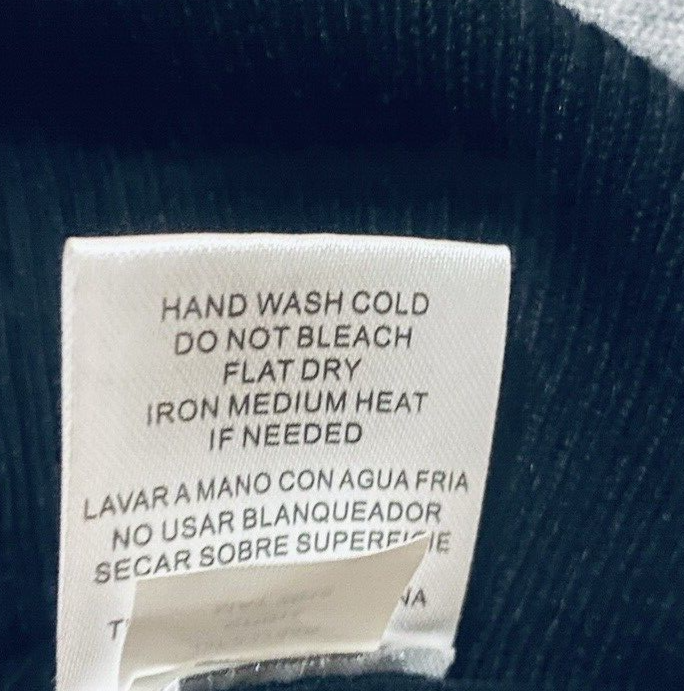 HAND WASH COLD
DO NOT BLEACH
FLAT DRY
IRON MEDIUM HEAT
IF NEEDED
LAVAR A MANO CON AGUA FRIA
NO USAR BLANQUEADOR
SECAR SOBRE SUPERFICIE